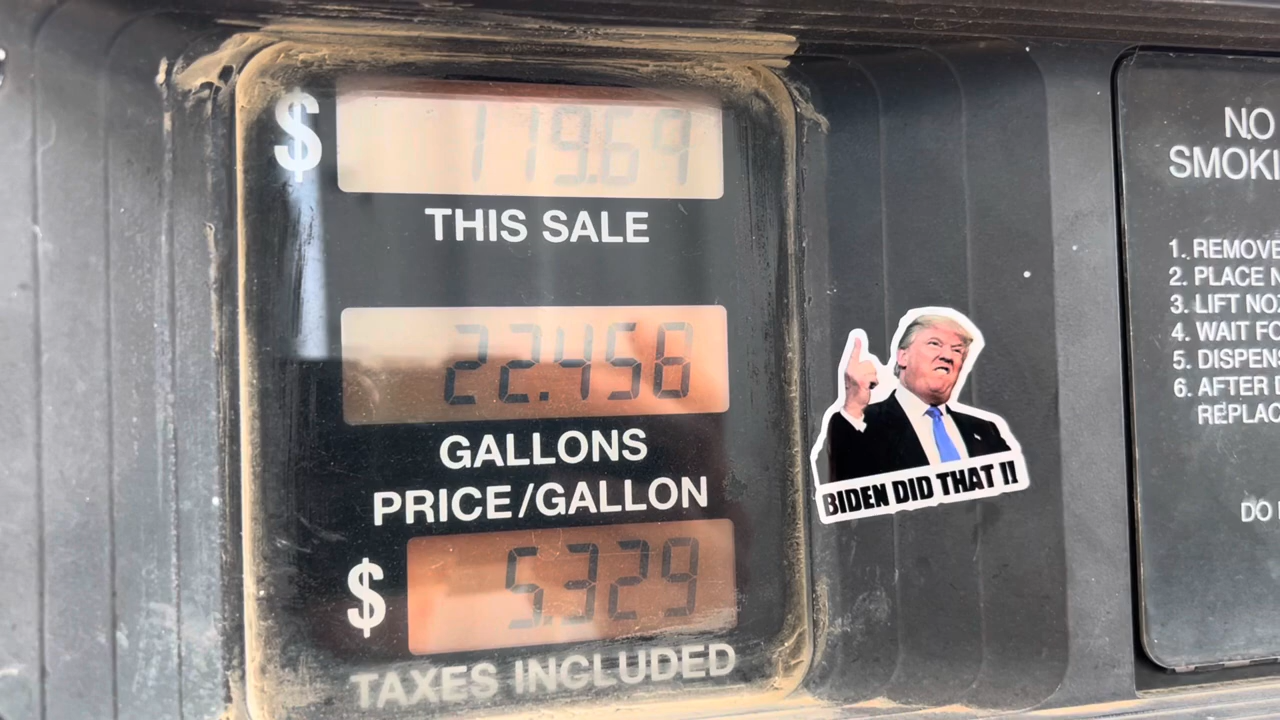 $ 119.69
THIS SALE
22.456
GALLONS
PRICE/GALLON
$ 5.329
TAXES INCLUDED
BIDEN DID THAT !!
NO
SMOKI
1. REMOVE
2. PLACE N
3. LIFT NOZ
4. WAIT FO
5. DISPENS
6. AFTER
REPLAC
DO